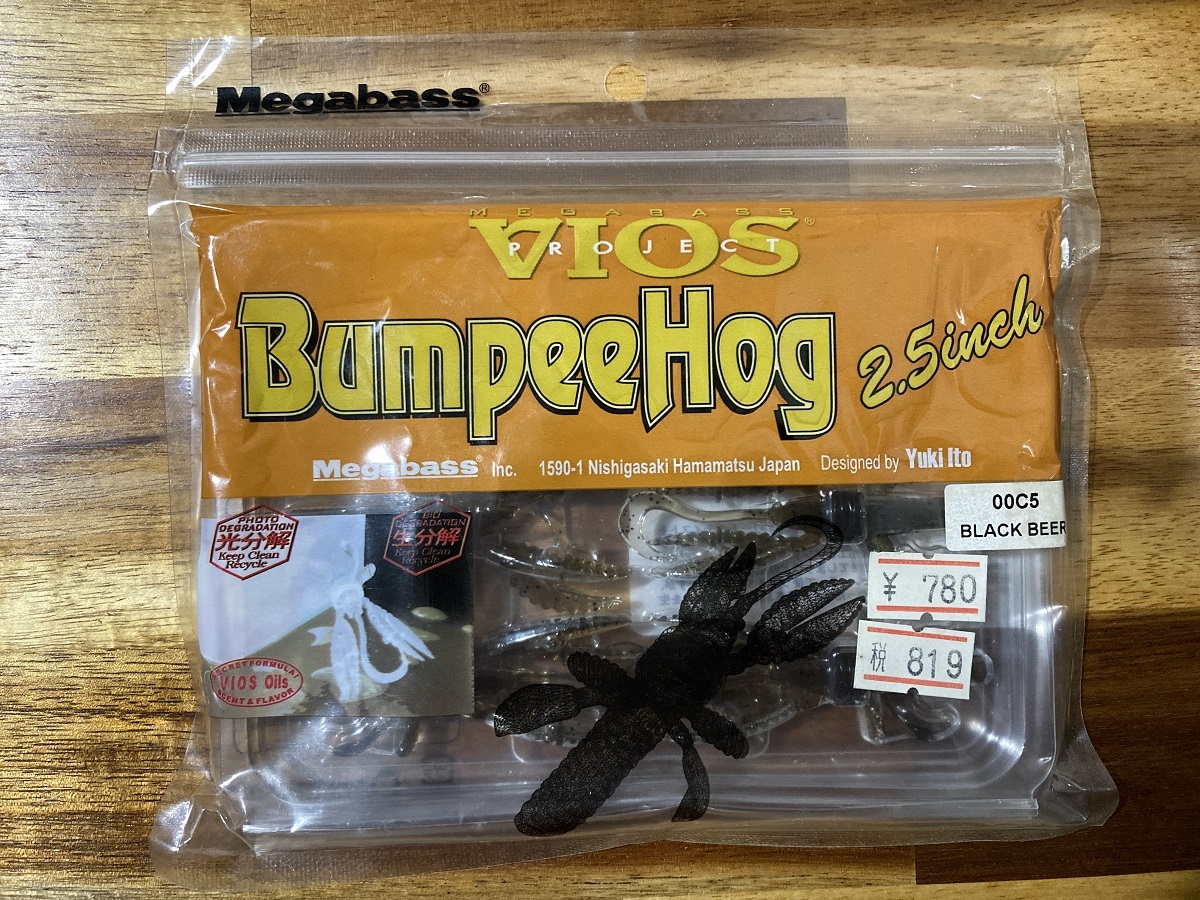 Megabass®
MEGABASS
VIOS®
PROJECT
BumpeeHog
2.5inch
Megabass® Inc. 1590-1 Nishigasaki Hamamatsu Japan Designed by Yuki Ito
00C5
BLACK BEER
PHOTO
DEGRADATION
光分解
Keep Clean
Recycle
BIO
DEGRADATION
生分解
Keep Clean
Recycle
¥ 780
税 819
SECRET FORMULA!
VIOS Oils
SCENT & FLAVOR